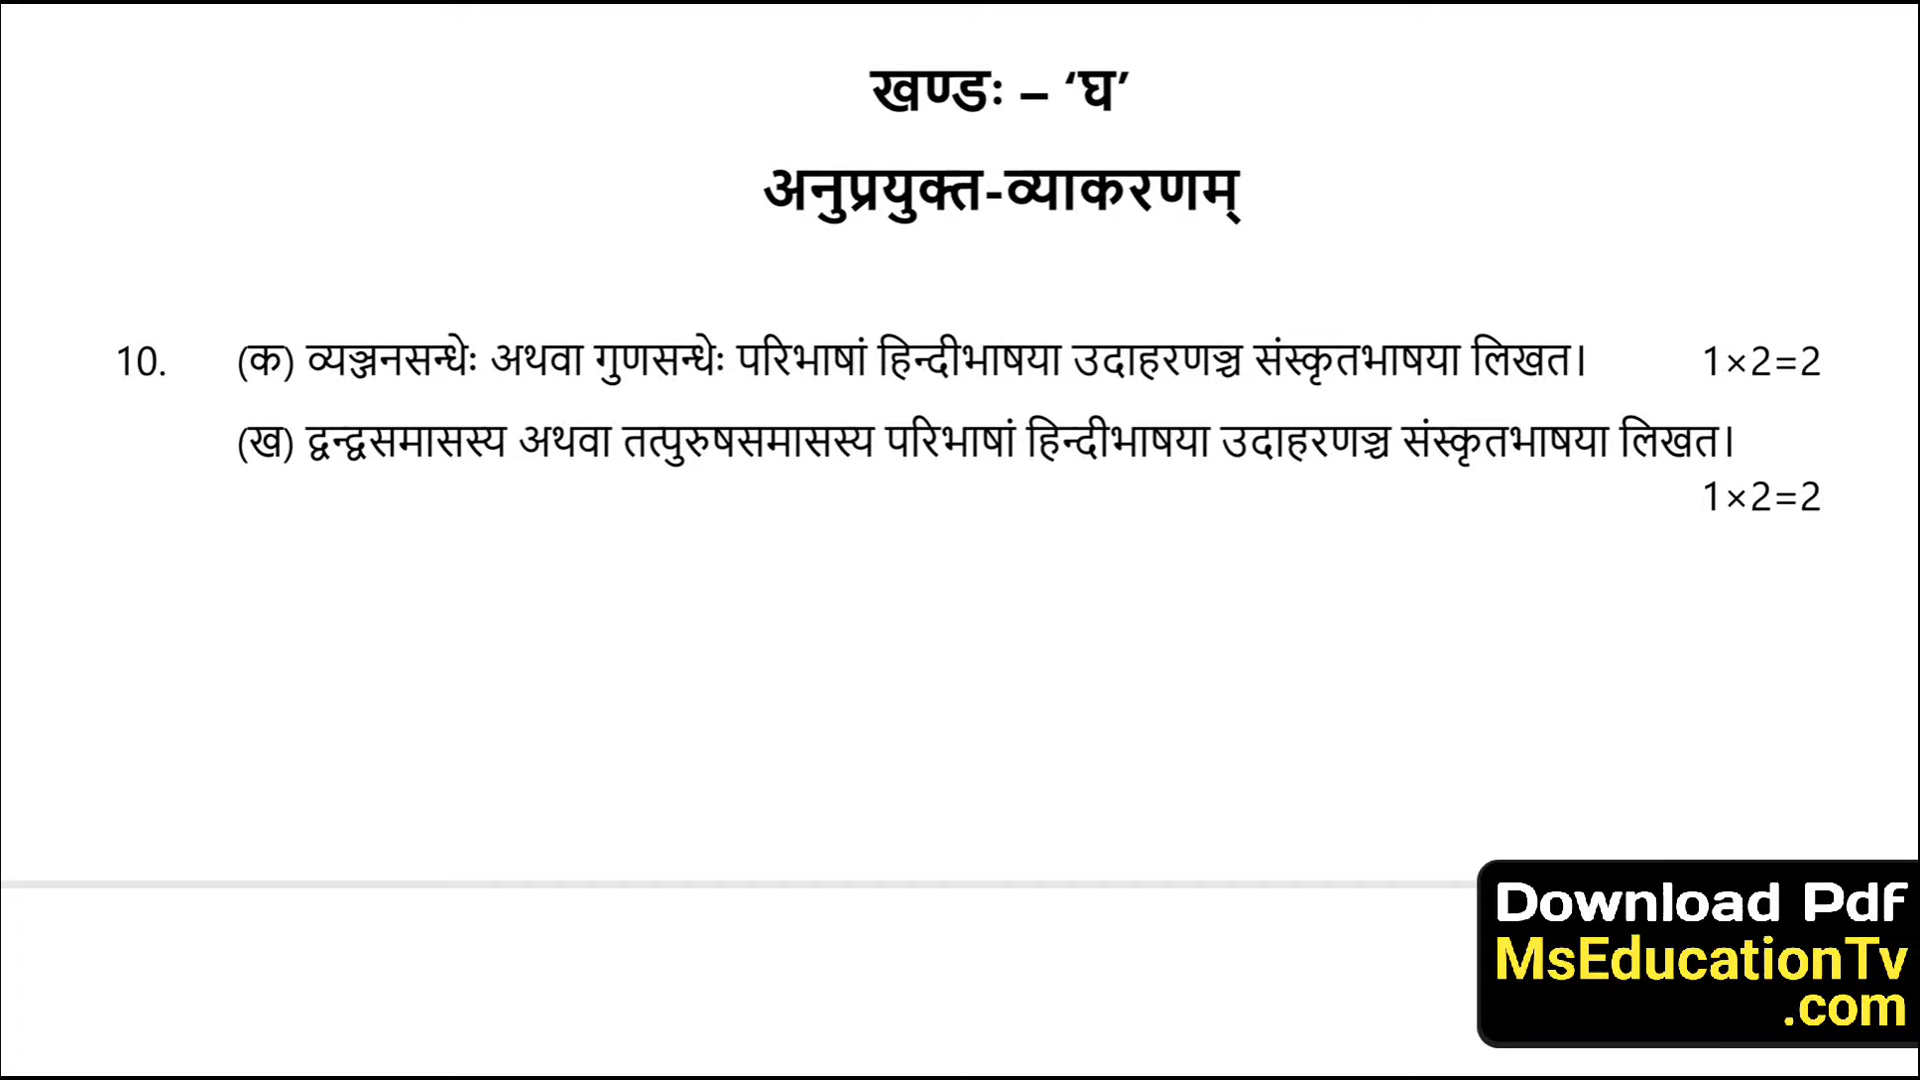 खण्डः – ‘घ’
अनुप्रयुक्त-व्याकरणम्
10. (क) व्यञ्जनसन्धेः अथवा गुणसन्धेः परिभाषां हिन्दीभाषया उदाहरणञ्च संस्कृतभाषया लिखत। 1×2=2
(ख) द्वन्द्वसमासस्य अथवा तत्पुरुषसमासस्य परिभाषां हिन्दीभाषया उदाहरणञ्च संस्कृतभाषया लिखत।
1×2=2
Download Pdf
MsEducationTv
.com